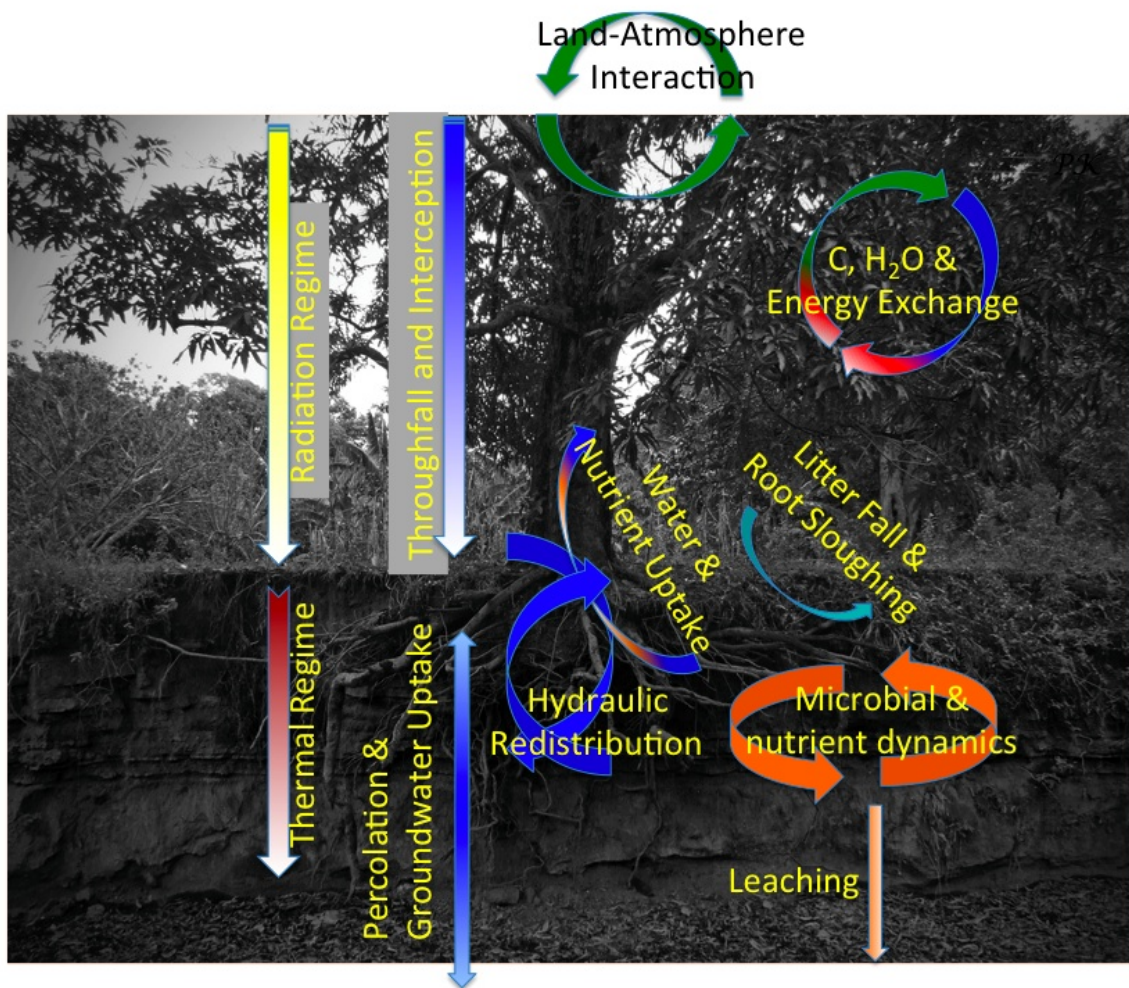 Land-Atmosphere
Interaction
Radiation Regime
Throughfall and Interception
C, H₂O &
Energy Exchange
Water &
Nutrient Uptake
Litter Fall &
Root Sloughing
Thermal Regime
Percolation &
Groundwater Uptake
Hydraulic
Redistribution
Microbial &
nutrient dynamics
Leaching